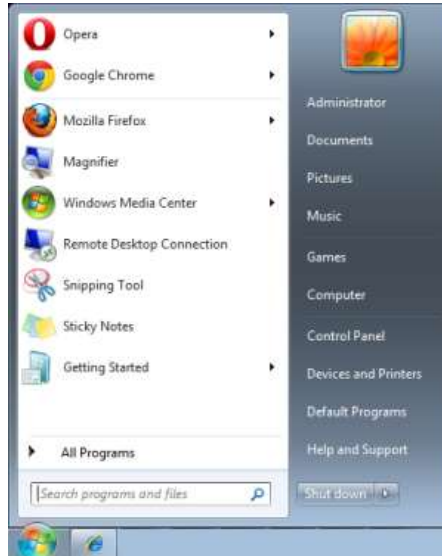 Opera
Google Chrome
Mozilla Firefox
Magnifier
Windows Media Center
Remote Desktop Connection
Snipping Tool
Sticky Notes
Getting Started
All Programs
Search programs and files
Administrator
Documents
Pictures
Music
Games
Computer
Control Panel
Devices and Printers
Default Programs
Help and Support
Shut down